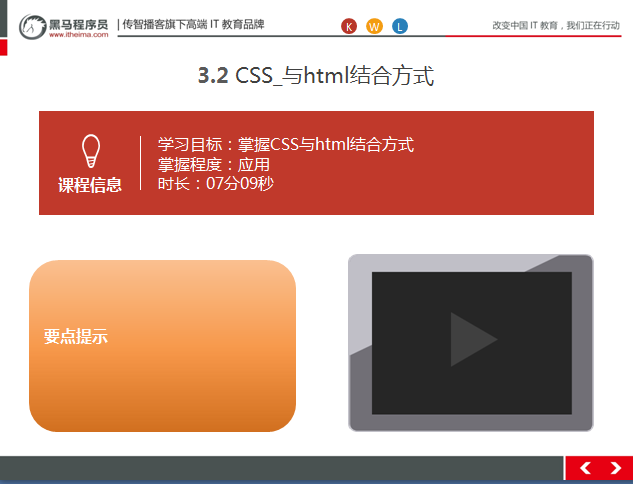 黑马程序员
www.itheima.com
传智播客旗下高端 IT 教育品牌
K W L
改变中国 IT 教育，我们正在行动
3.2 CSS_与html结合方式
课程信息
学习目标：掌握CSS与html结合方式
掌握程度：应用
时长：07分09秒
要点提示